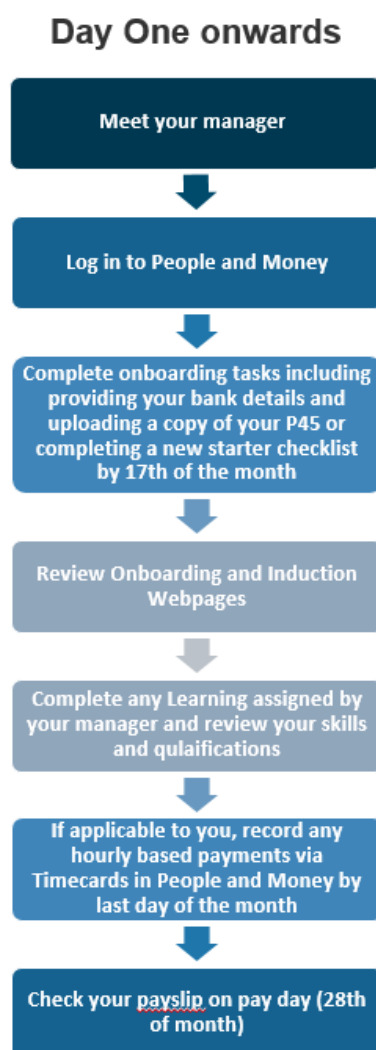 Day One onwards
Meet your manager
Log in to People and Money
Complete onboarding tasks including
providing your bank details and
uploading a copy of your P45 or
completing a new starter checklist
by 17th of the month
Review Onboarding and Induction
Webpages
Complete any Learning assigned by
your manager and review your skills
and qulaifications
If applicable to you, record any
hourly based payments via
Timecards in People and Money by
last day of the month
Check your payslip on pay day (28th
of month)